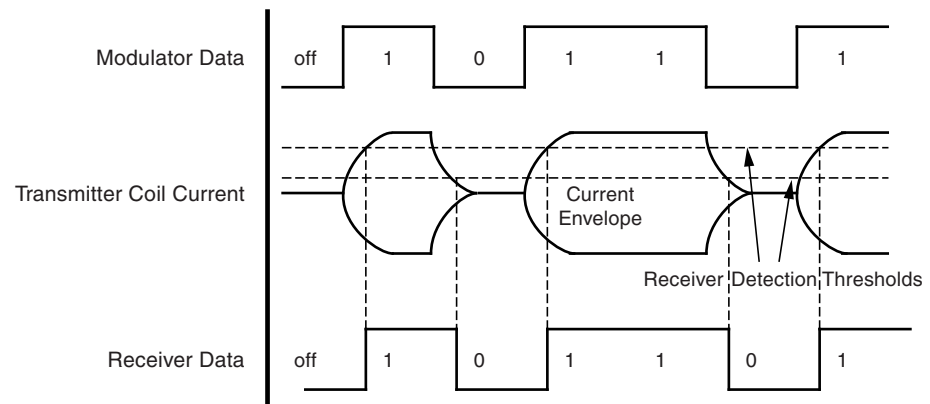 Modulator Data off 1 0 1 1 1
Transmitter Coil Current
Current
Envelope
Receiver Detection Thresholds
Receiver Data off 1 0 1 1 0 1